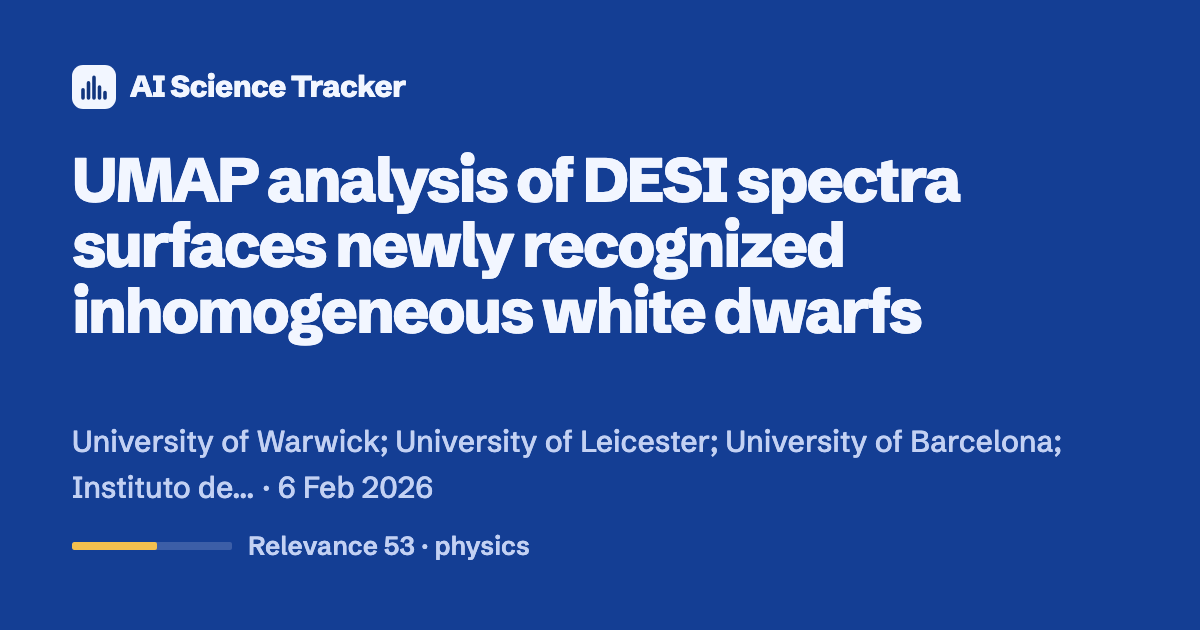 AI Science Tracker
UMAP analysis of DESI spectra
surfaces newly recognized
inhomogeneous white dwarfs
University of Warwick; University of Leicester; University of Barcelona;
Instituto de... · 6 Feb 2026
Relevance 53 · physics